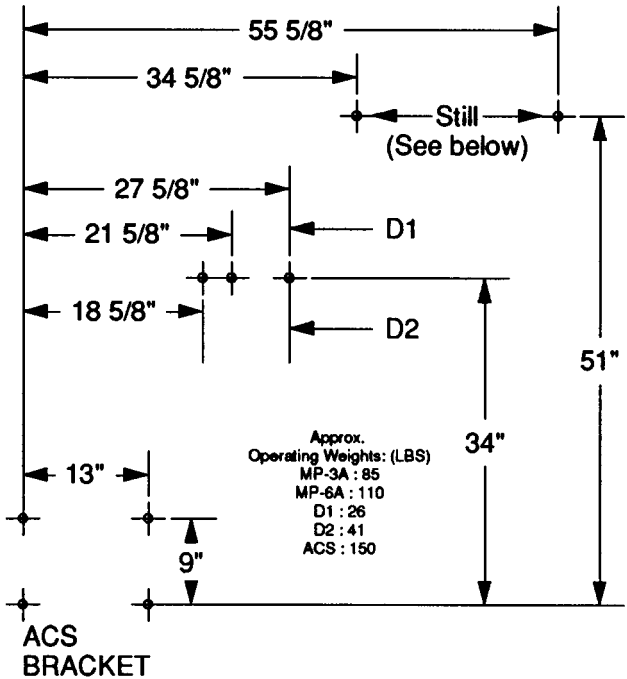 55 5/8"
34 5/8"
Still
(See below)
27 5/8"
21 5/8"
D1
18 5/8"
D2
51"
34"
Approx.
Operating Weights: (LBS)
MP-3A : 85
MP-6A : 110
D1 : 26
D2 : 41
ACS : 150
13"
9"
ACS
BRACKET